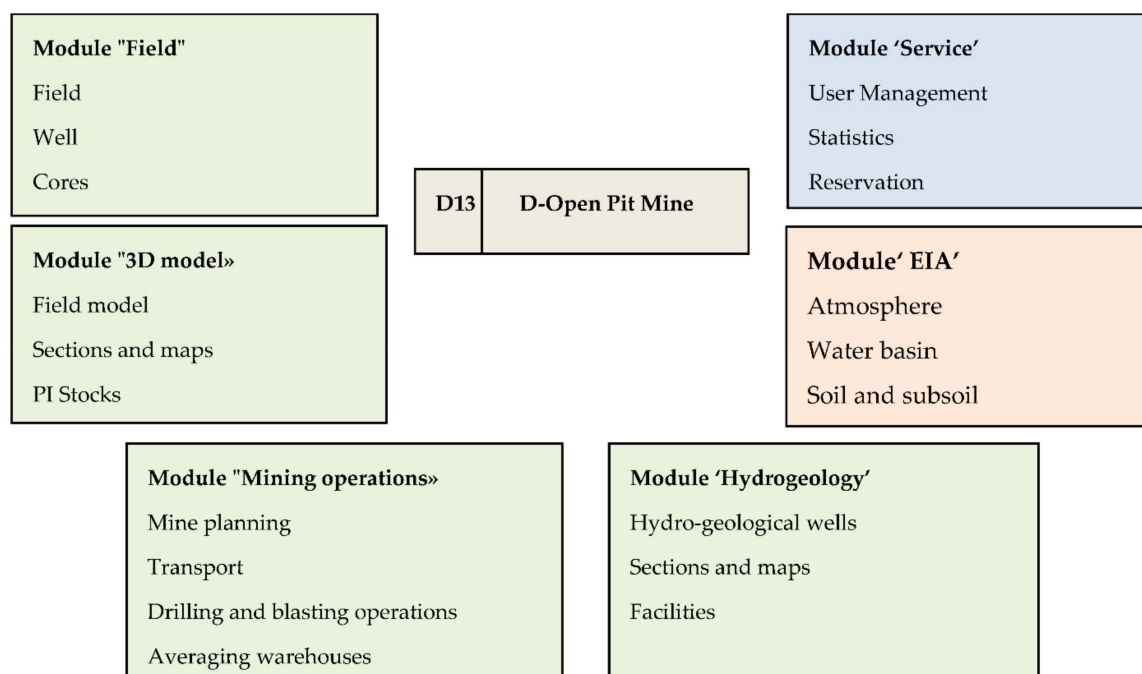 Module "Field"
Field
Well
Cores
Module ‘Service’
User Management
Statistics
Reservation
D13 D-Open Pit Mine
Module "3D model»
Field model
Sections and maps
PI Stocks
Module‘ EIA’
Atmosphere
Water basin
Soil and subsoil
Module "Mining operations»
Mine planning
Transport
Drilling and blasting operations
Averaging warehouses
Module ‘Hydrogeology’
Hydro-geological wells
Sections and maps
Facilities